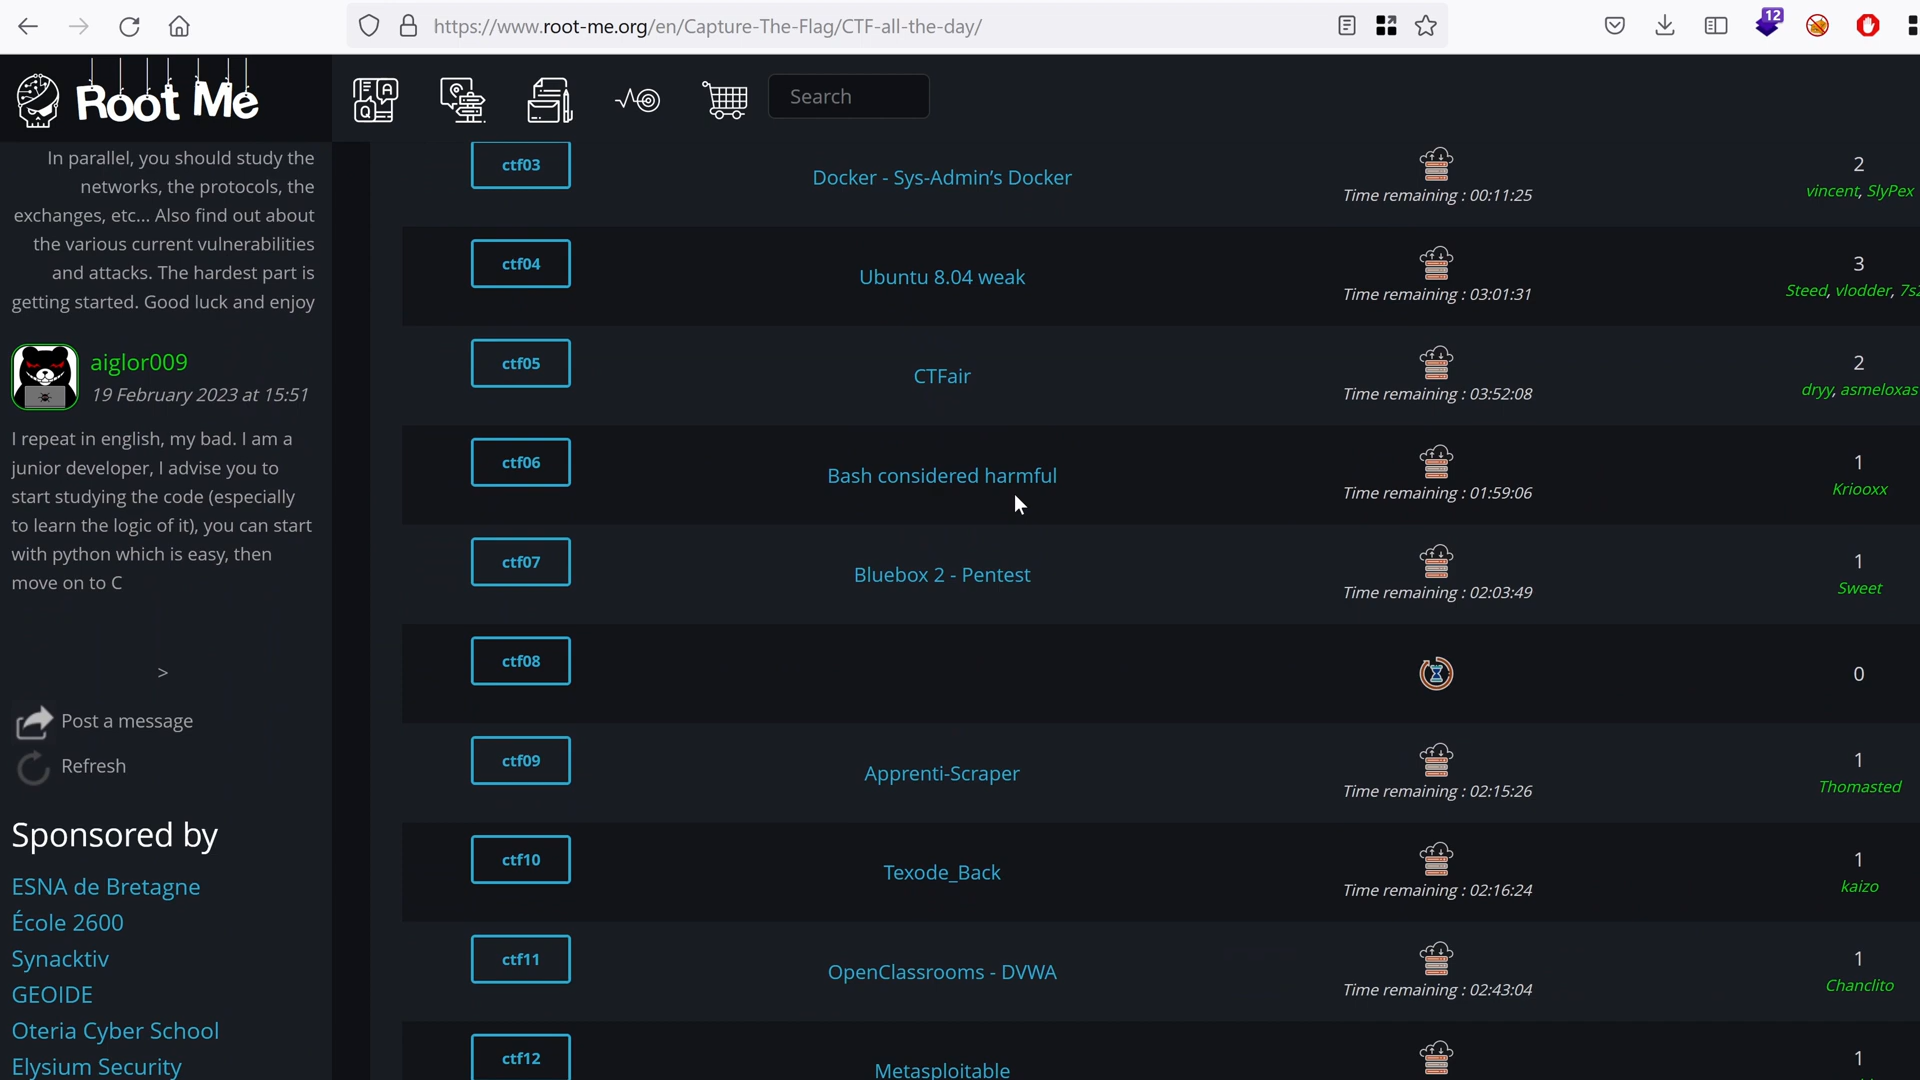 https://www.root-me.org/en/Capture-The-Flag/CTF-all-the-day/
12
Root Me
Search
In parallel, you should study the
networks, the protocols, the
exchanges, etc... Also find out about
the various current vulnerabilities
and attacks. The hardest part is
getting started. Good luck and enjoy
aiglor009
19 February 2023 at 15:51
I repeat in english, my bad. I am a
junior developer, I advise you to
start studying the code (especially
to learn the logic of it), you can start
with python which is easy, then
move on to C
>
Post a message
Refresh
Sponsored by
ESNA de Bretagne
École 2600
Synacktiv
GEOIDE
Oteria Cyber School
Elysium Security
ctf03 Docker - Sys-Admin’s Docker Time remaining : 00:11:25 2
vincent, SlyPex
ctf04 Ubuntu 8.04 weak Time remaining : 03:01:31 3
Steed, vlodder,
ctf05 CTFair Time remaining : 03:52:08 2
dryy, asmeloxas
ctf06 Bash considered harmful Time remaining : 01:59:06 1
Kriooxx
ctf07 Bluebox 2 - Pentest Time remaining : 02:03:49 1
Sweet
ctf08 0
ctf09 Apprenti-Scraper Time remaining : 02:15:26 1
Thomasted
ctf10 Texode_Back Time remaining : 02:16:24 1
kaizo
ctf11 OpenClassrooms - DVWA Time remaining : 02:43:04 1
Chanclito
ctf12 Metasploitable 1